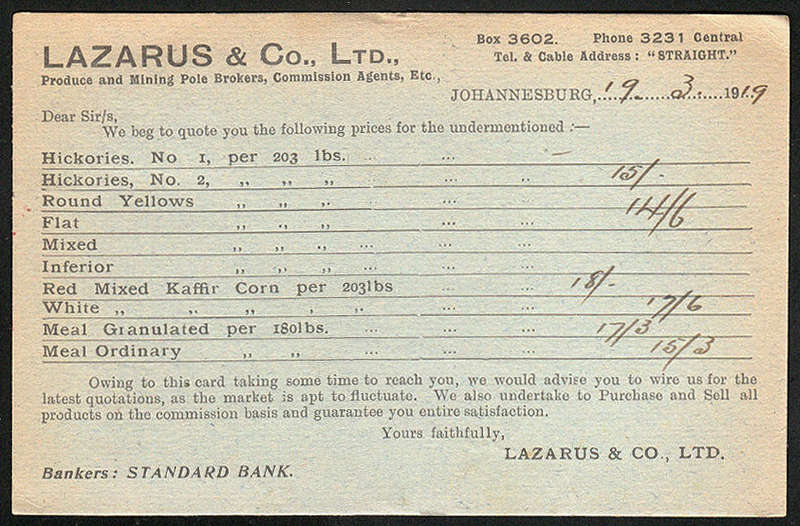 LAZARUS & Co., LTD.,
Produce and Mining Pole Brokers, Commission Agents, Etc.,
Box 3602. Phone 3231 Central
Tel. & Cable Address: "STRAIGHT."
JOHANNESBURG, 19. 3. 1919
Dear Sir/s,
We beg to quote you the following prices for the undermentioned :—
Hickories. No 1, per 203 lbs. ... ... —
Hickories, No. 2, ,, ,, ,, ... ... 15/-
Round Yellows ,, ,, ,, ... ... 14/6
Flat ,, ,, ,, ... ...
Mixed ,, ,, ,, ... ... ...
Inferior ,, ,, ,, ... ... ...
Red Mixed Kaffir Corn per 203lbs ... ... 18/-
White ,, ,, ,, , ,, ... ... 17/6
Meal Granulated per 180lbs. ... ... ... 17/3
Meal Ordinary ,, ,, ... ... ... 15/3
Owing to this card taking some time to reach you, we would advise you to wire us for the
latest quotations, as the market is apt to fluctuate. We also undertake to Purchase and Sell all
products on the commission basis and guarantee you entire satisfaction.
Yours faithfully,
LAZARUS & CO., LTD.
Bankers: STANDARD BANK.